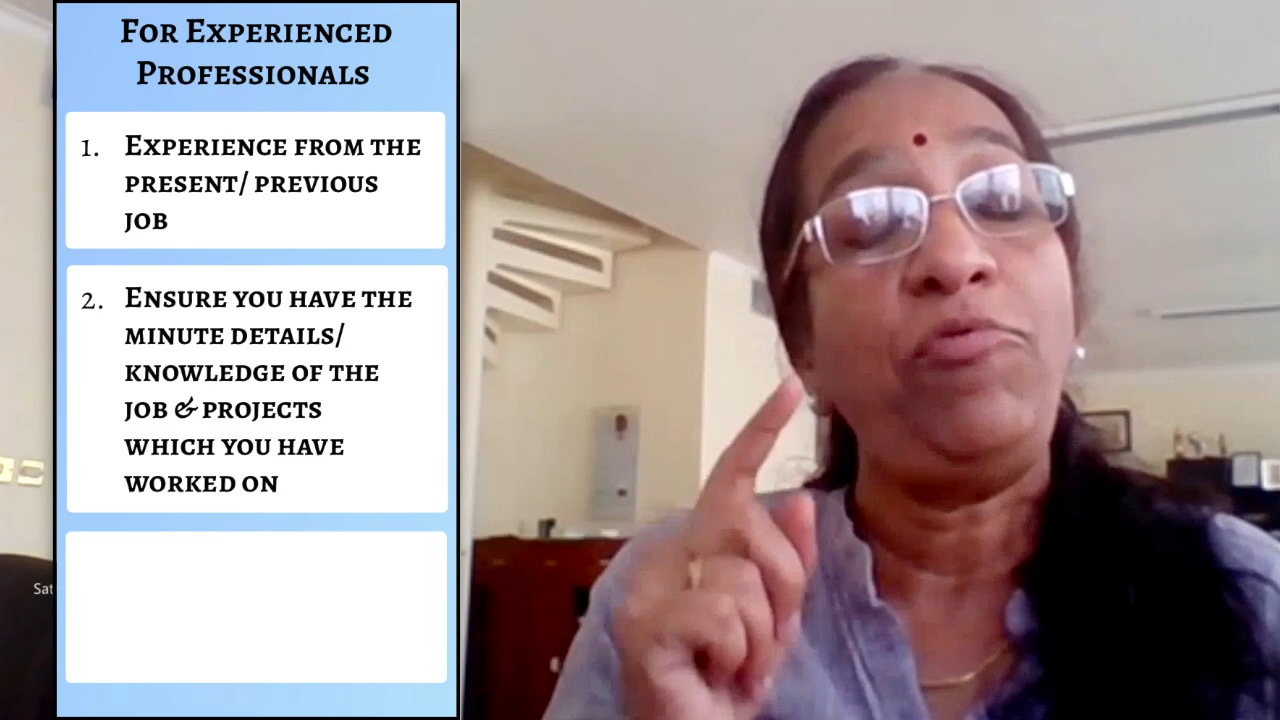 For Experienced
Professionals
1. Experience from the
present/ previous
job
2. Ensure you have the
minute details/
knowledge of the
job & projects
which you have
worked on
Sat